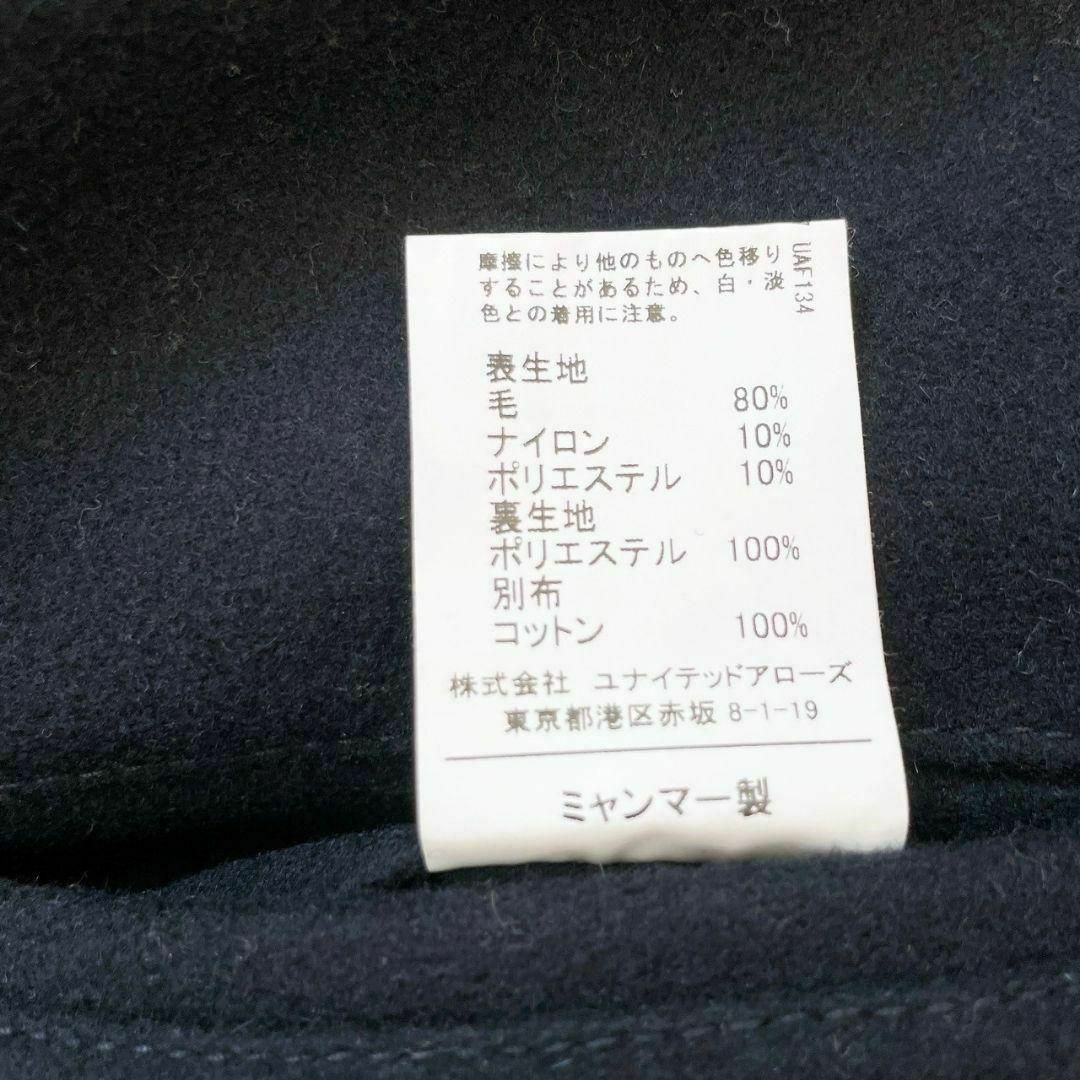 摩擦により他のものへ色移り
することがあるため、白・淡
色との着用に注意。
UAF134
表生地
毛 80%
ナイロン 10%
ポリエステル 10%
裏生地
ポリエステル 100%
別布
コットン 100%
株式会社 ユナイテッドアローズ
東京都港区赤坂 8-1-19
ミャンマー製